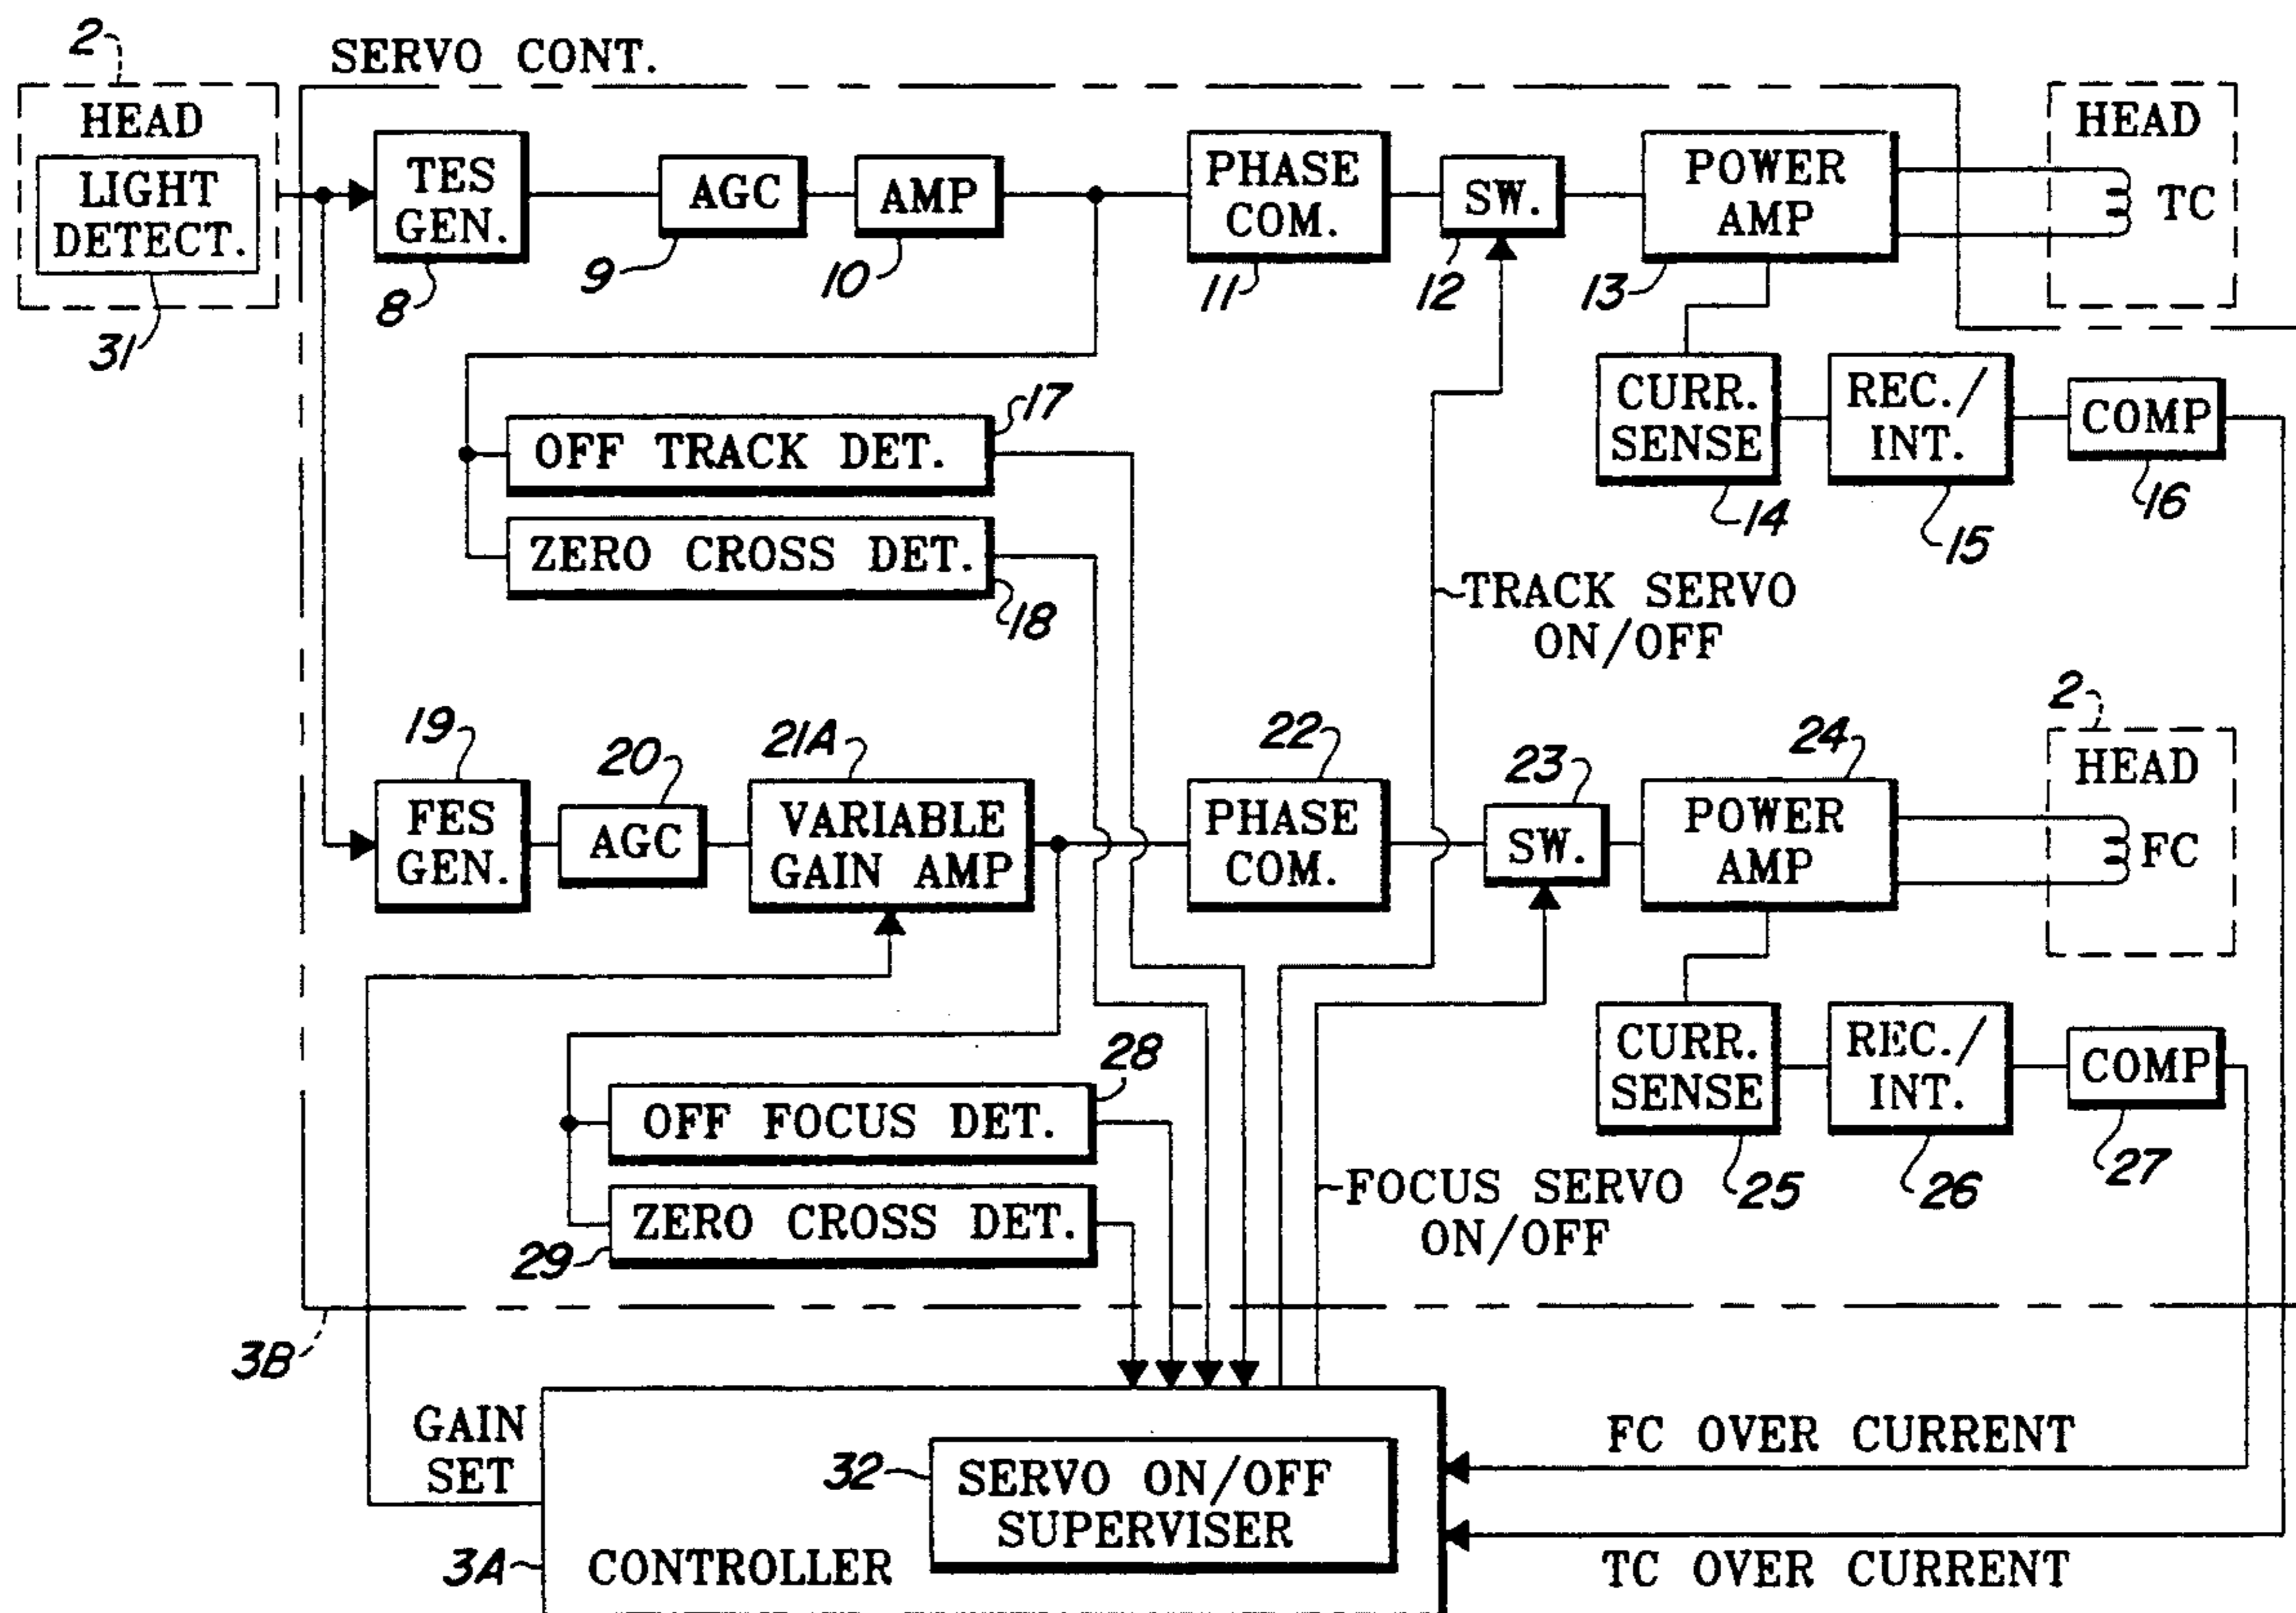 2
SERVO CONT.
HEAD
LIGHT
DETECT.
31
TES
GEN.
8
AGC
9
AMP
10
PHASE
COM.
11
SW.
12
POWER
AMP
13
HEAD
TC
CURR.
SENSE
14
REC./
INT.
15
COMP
16
OFF TRACK DET.
17
ZERO CROSS DET.
18
TRACK SERVO
ON/OFF
19
FES
GEN.
20
AGC
21A
VARIABLE
GAIN AMP
22
PHASE
COM.
23
SW.
24
POWER
AMP
2
HEAD
FC
CURR.
SENSE
25
REC./
INT.
26
COMP
27
28
OFF FOCUS DET.
ZERO CROSS DET.
29
FOCUS SERVO
ON/OFF
3B
GAIN
SET
32
SERVO ON/OFF
SUPERVISER
3A
CONTROLLER
FC OVER CURRENT
TC OVER CURRENT